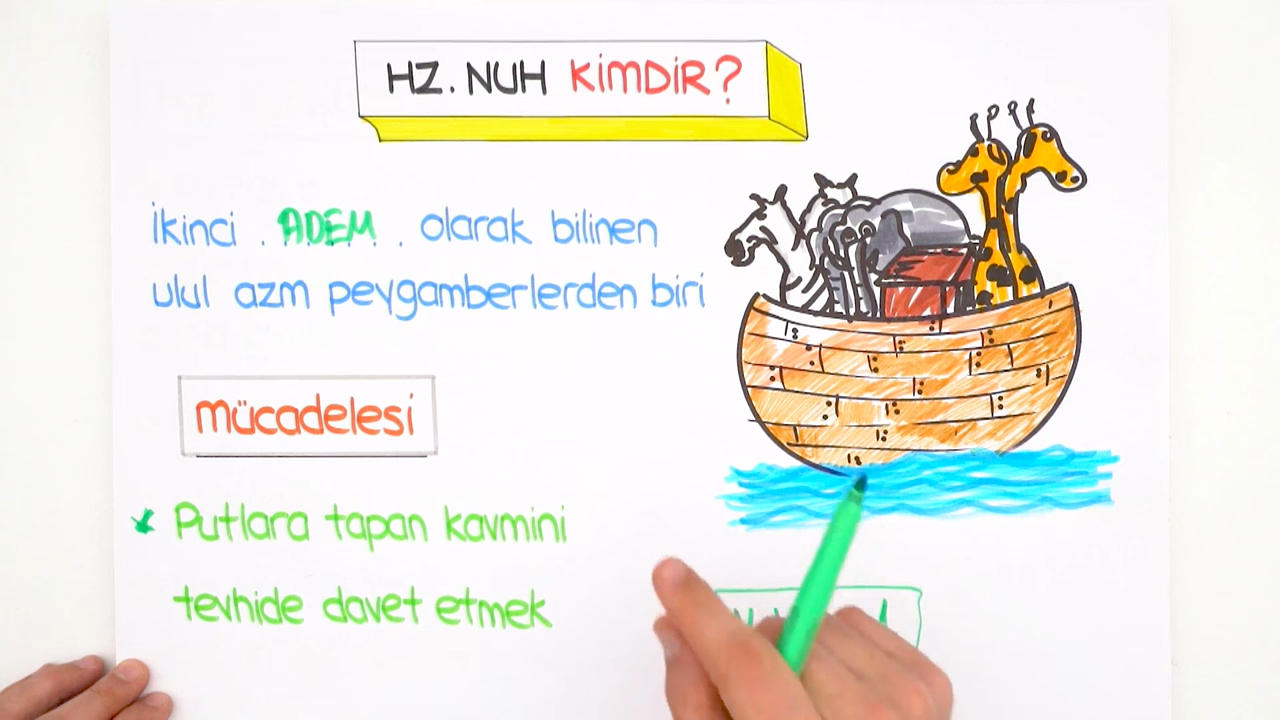 HZ. NUH KİMDİR?
İkinci . ADEM . olarak bilinen
ulul azm peygamberlerden biri
mücadelesi
Putlara tapan kavmini
tevhide davet etmek